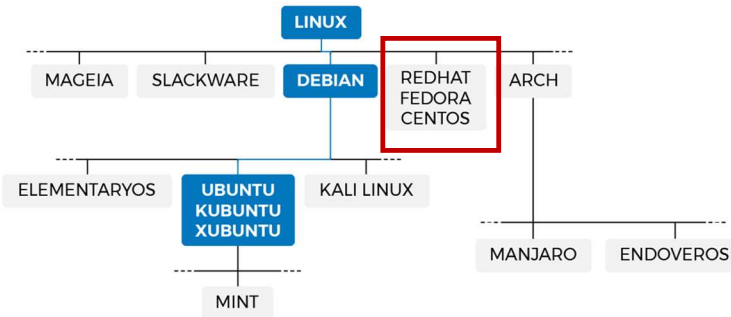 LINUX
MAGEIA
SLACKWARE
DEBIAN
REDHAT
FEDORA
CENTOS
ARCH
ELEMENTARYOS
UBUNTU
KUBUNTU
XUBUNTU
KALI LINUX
MANJARO
ENDOVEROS
MINT